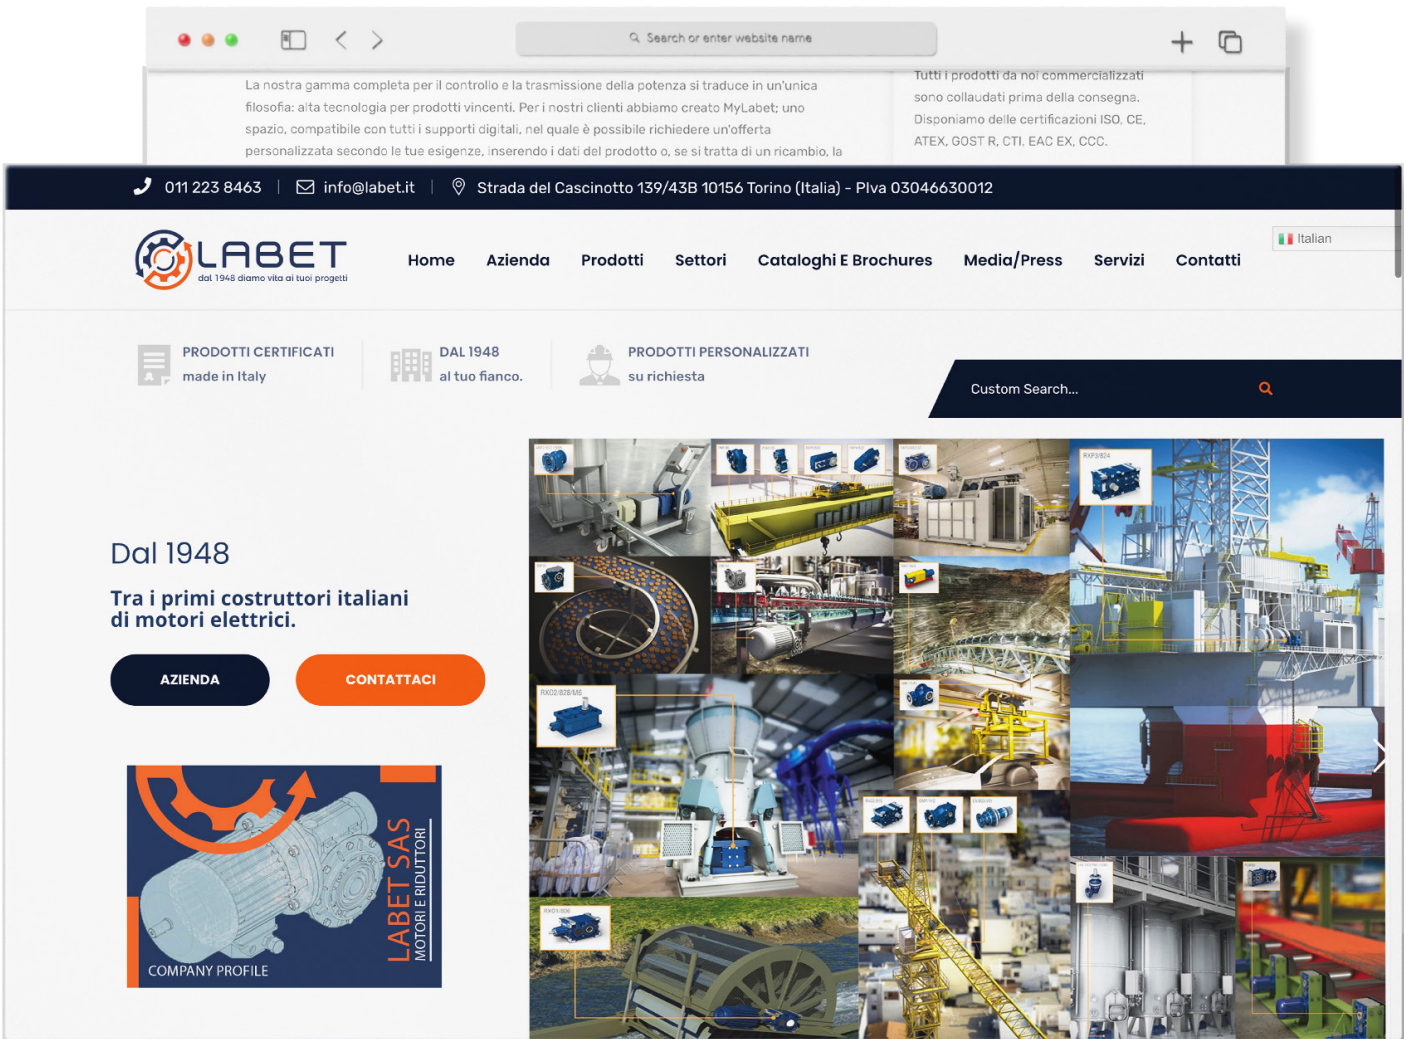 Search or enter website name
La nostra gamma completa per il controllo e la trasmissione della potenza si traduce in un'unica
filosofia: alta tecnologia per prodotti vincenti. Per i nostri clienti abbiamo creato MyLabet; uno
spazio, compatibile con tutti i supporti digitali, nel quale è possibile richiedere un'offerta
personalizzata secondo le tue esigenze, inserendo i dati del prodotto o, se si tratta di un ricambio, la
Tutti i prodotti da noi commercializzati
sono collaudati prima della consegna.
Disponiamo delle certificazioni ISO, CE,
ATEX, GOST R, CTI, EAC EX, CCC.
011 223 8463 | info@labet.it | Strada del Cascinotto 139/43B 10156 Torino (Italia) - PIva 03046630012
LABET
dal 1948 diamo vita ai tuoi progetti
Home Azienda Prodotti Settori Cataloghi E Brochures Media/Press Servizi Contatti
Italian
PRODOTTI CERTIFICATI
made in Italy
DAL 1948
al tuo fianco.
PRODOTTI PERSONALIZZATI
su richiesta
Custom Search...
Dal 1948
Tra i primi costruttori italiani
di motori elettrici.
AZIENDA
CONTATTACI
LABET SAS
MOTORI E RIDUTTORI
COMPANY PROFILE
RXP3/824
RXO2/828/MS
RXO1/806